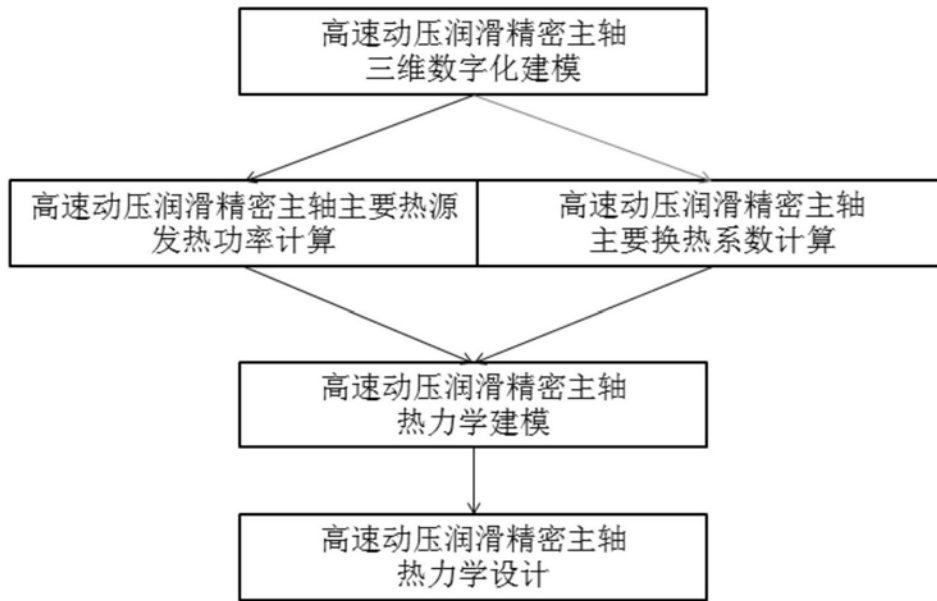 高速动压润滑精密主轴
三维数字化建模
高速动压润滑精密主轴主要热源
发热功率计算
高速动压润滑精密主轴
主要换热系数计算
高速动压润滑精密主轴
热力学建模
高速动压润滑精密主轴
热力学设计